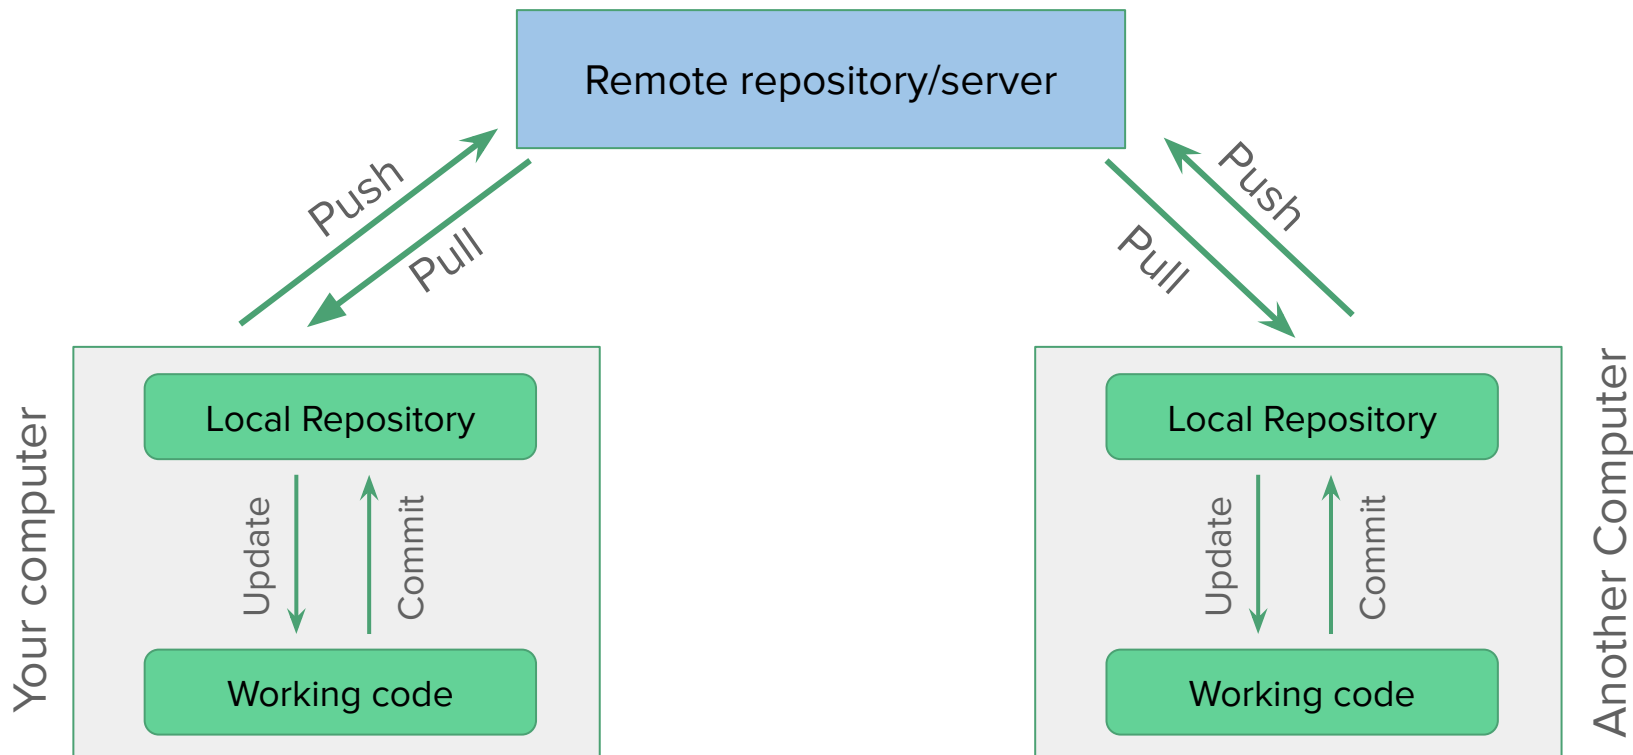 Remote repository/server
Push
Pull
Push
Pull
Your computer
Local Repository
Update
Commit
Working code
Another Computer
Local Repository
Update
Commit
Working code